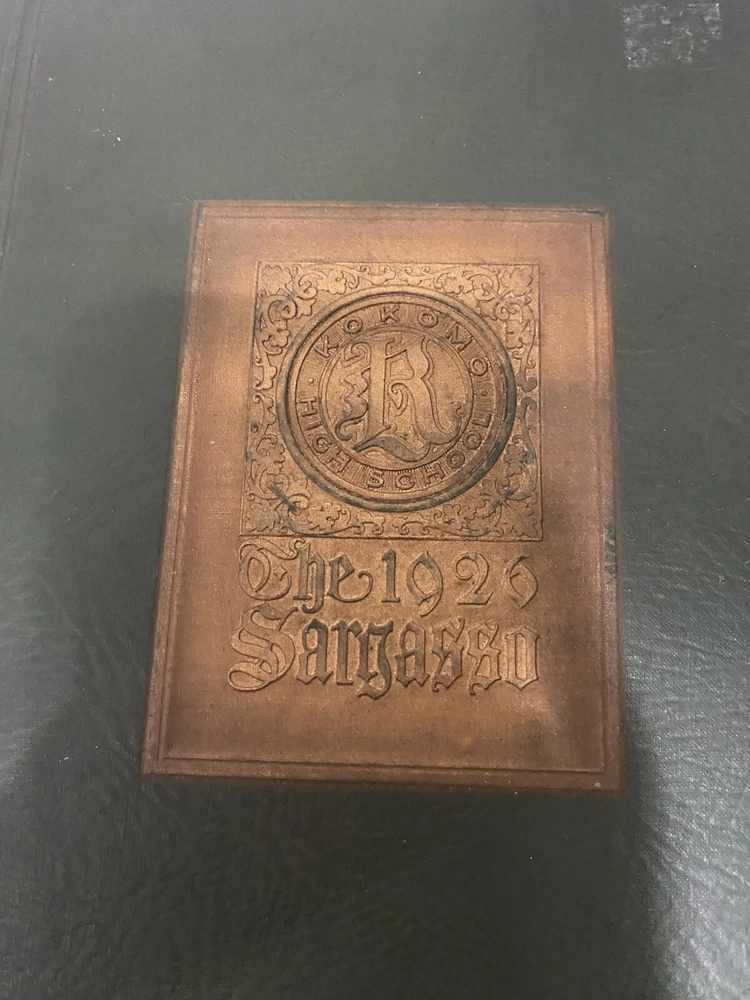 KOKOMO
K
HIGH SCHOOL
The 1926
Sargasso